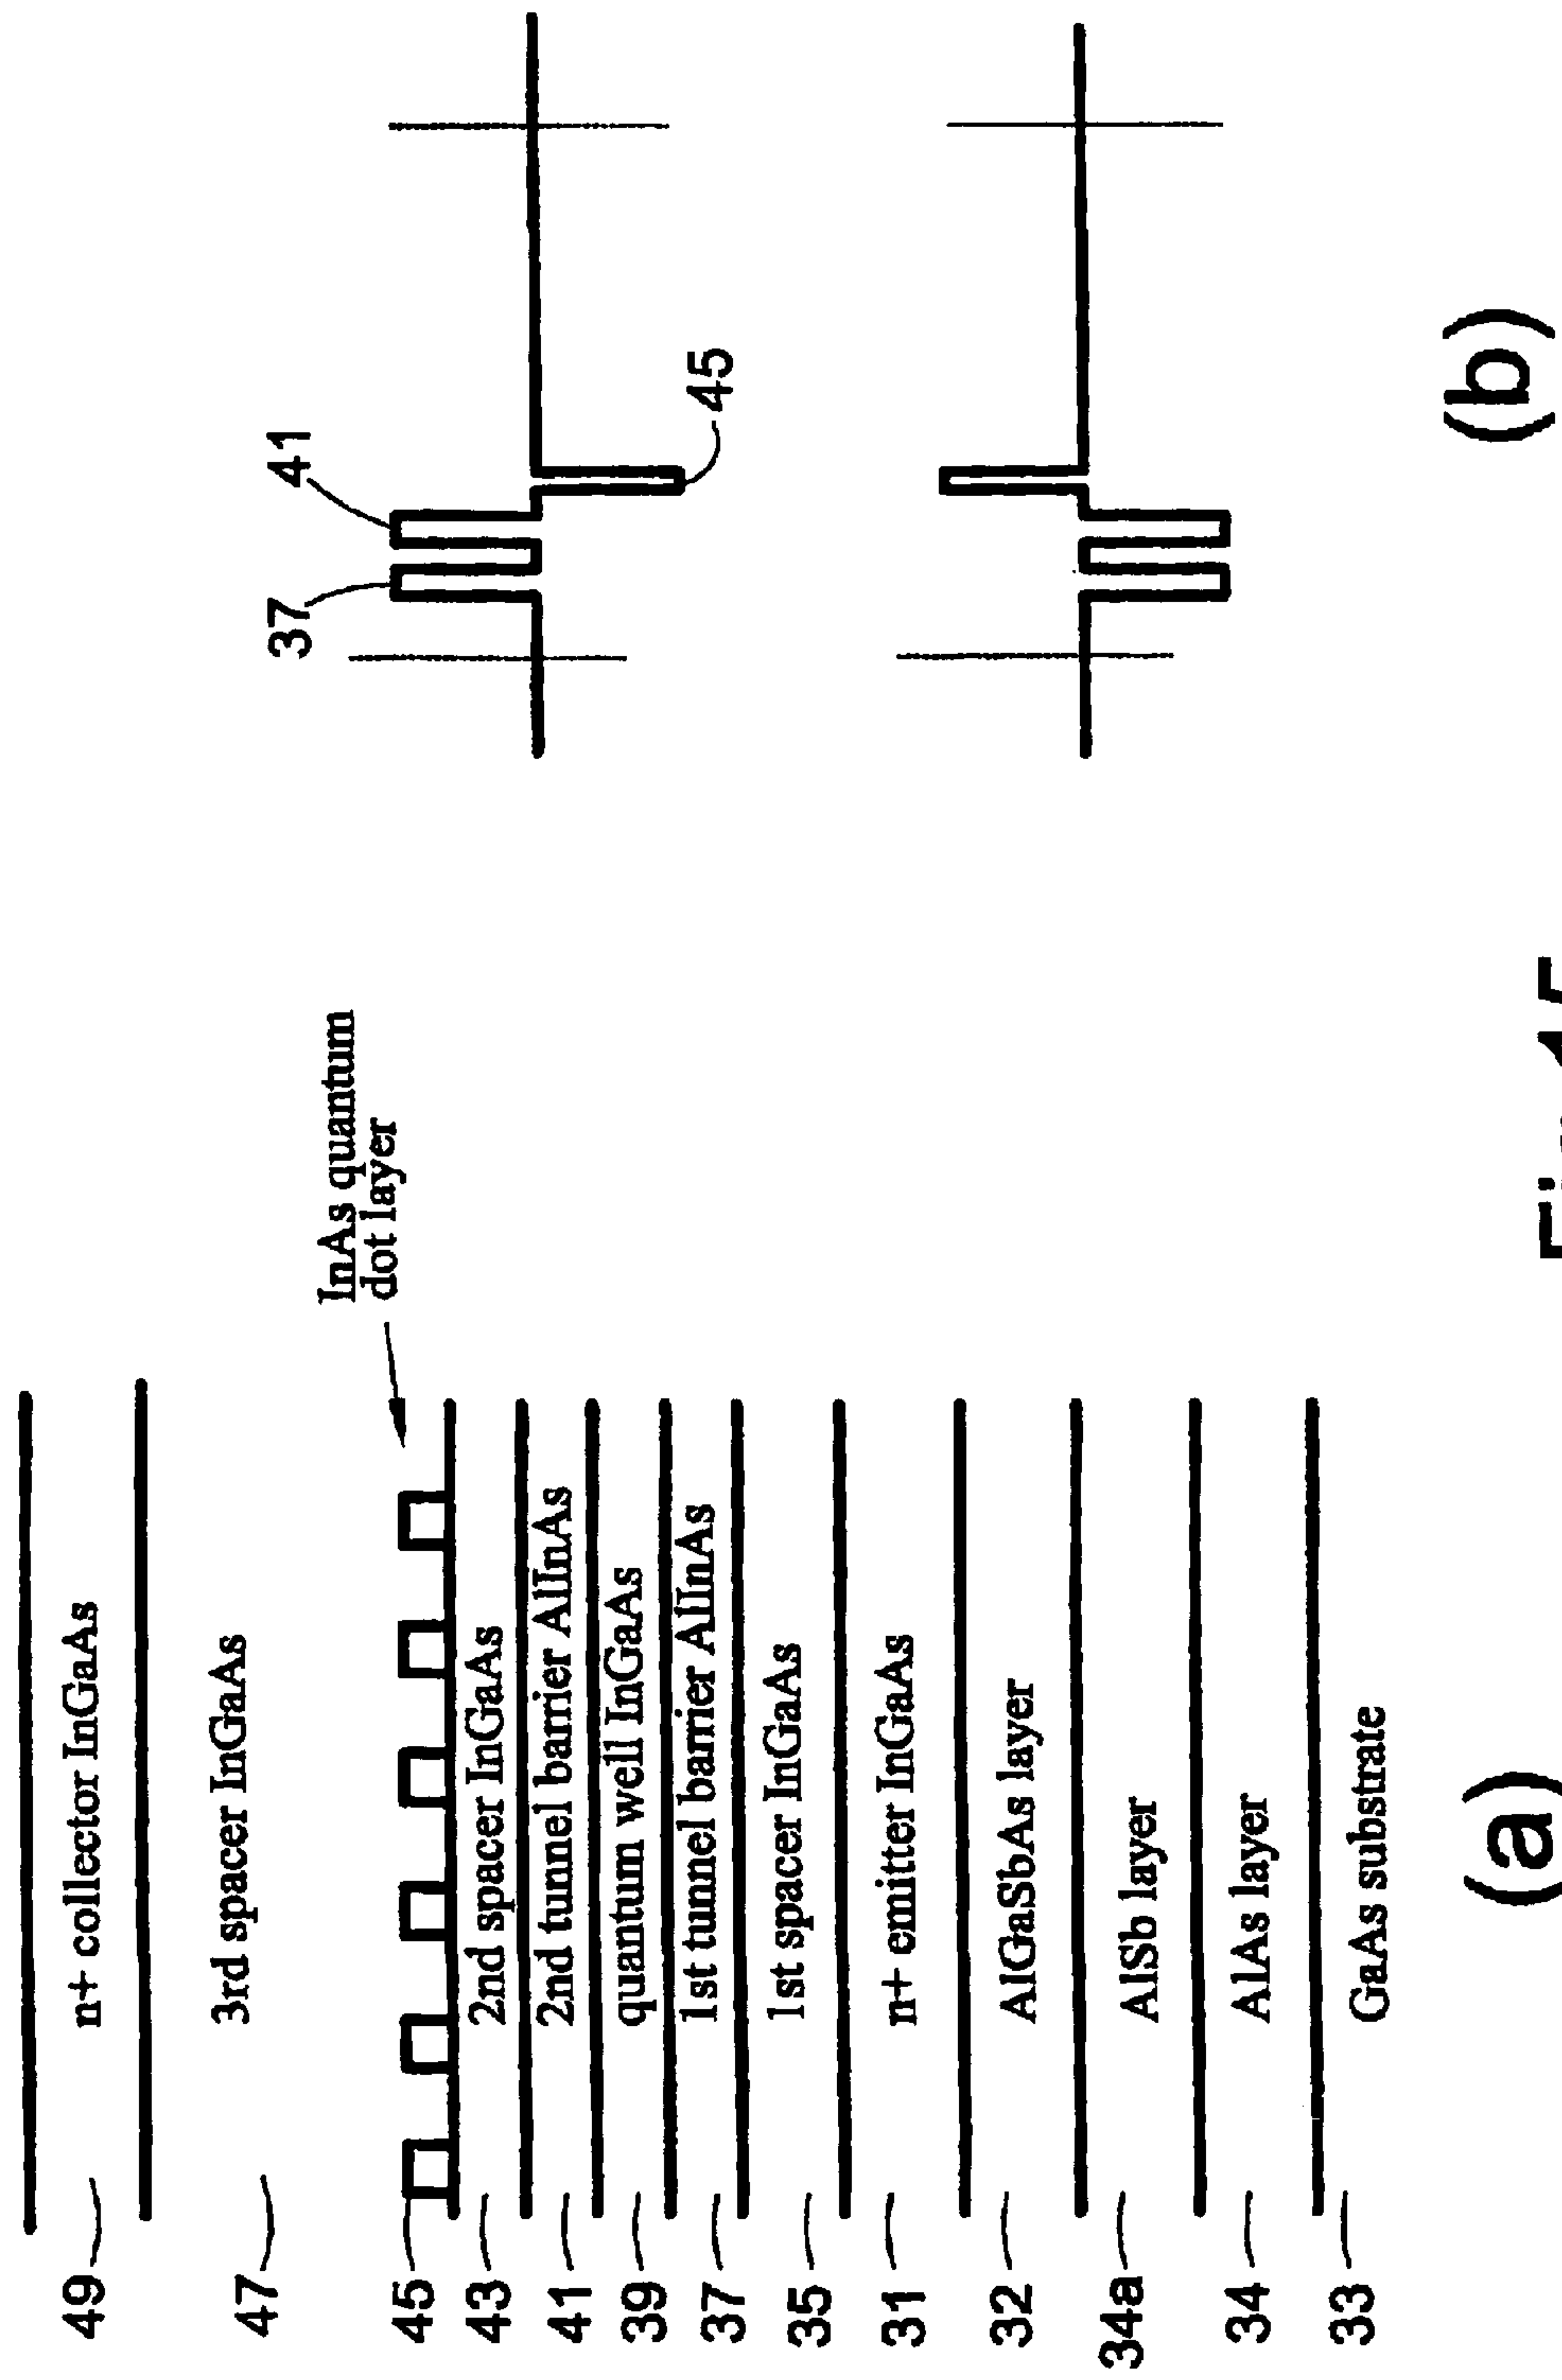 49
n+ collector InGaAs
47
3rd spacer InGaAs
InAs quantum
dot layer
45
43
2nd spacer InGaAs
41
2nd tunnel barrier AlInAs
39
quantum well InGaAs
37
1st tunnel barrier AlInAs
35
1st spacer InGaAs
31
n+ emitter InGaAs
32
AlGaSbAs layer
34a
AlSb layer
34
AlAs layer
33
GaAs substrate
(a)
37
41
45
(b)